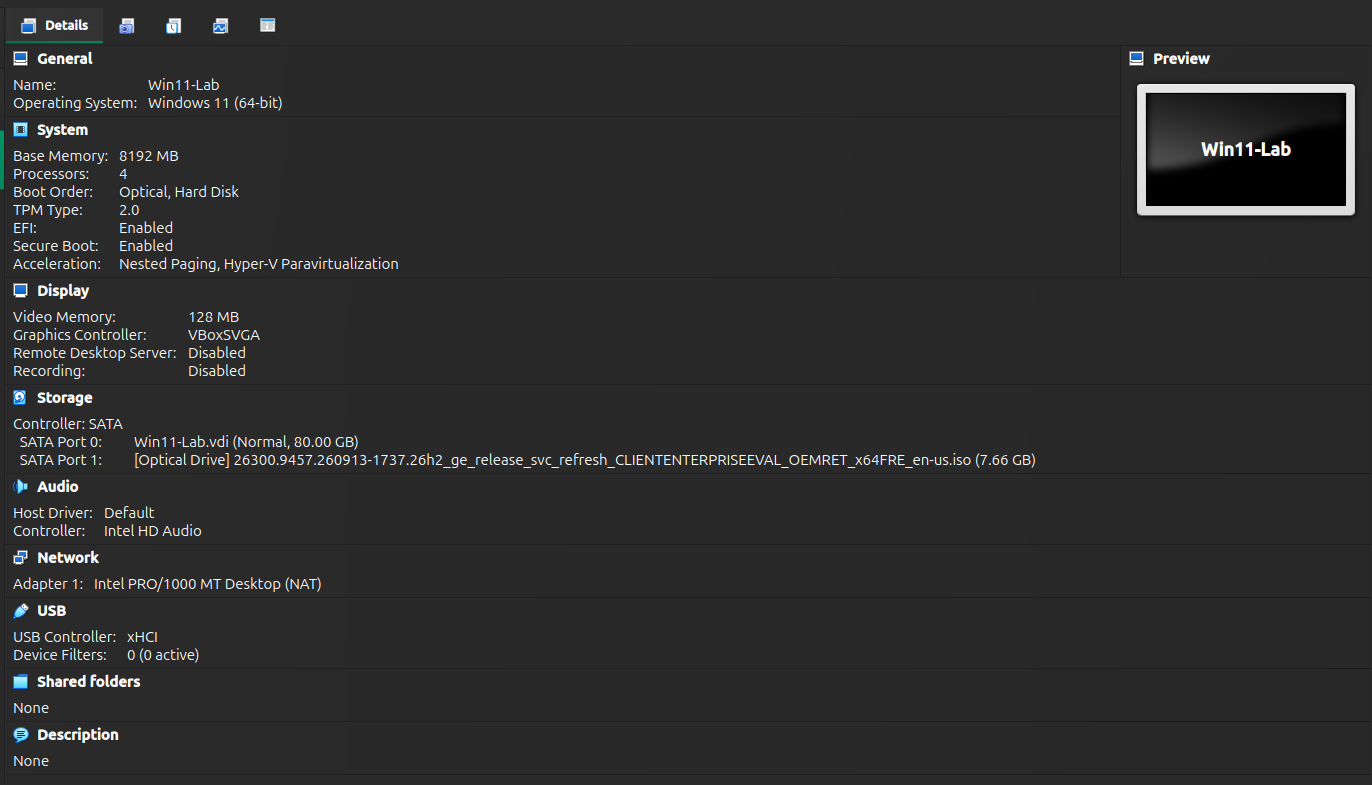 Details
General
Name: Win11-Lab
Operating System: Windows 11 (64-bit)
Preview
Win11-Lab
System
Base Memory: 8192 MB
Processors: 4
Boot Order: Optical, Hard Disk
TPM Type: 2.0
EFI: Enabled
Secure Boot: Enabled
Acceleration: Nested Paging, Hyper-V Paravirtualization
Display
Video Memory: 128 MB
Graphics Controller: VBoxSVGA
Remote Desktop Server: Disabled
Recording: Disabled
Storage
Controller: SATA
SATA Port 0: Win11-Lab.vdi (Normal, 80.00 GB)
SATA Port 1: [Optical Drive] 26300.9457.260913-1737.26h2_ge_release_svc_refresh_CLIENTENTERPRISEEVAL_OEMRET_x64FRE_en-us.iso (7.66 GB)
Audio
Host Driver: Default
Controller: Intel HD Audio
Network
Adapter 1: Intel PRO/1000 MT Desktop (NAT)
USB
USB Controller: xHCI
Device Filters: 0 (0 active)
Shared folders
None
Description
None